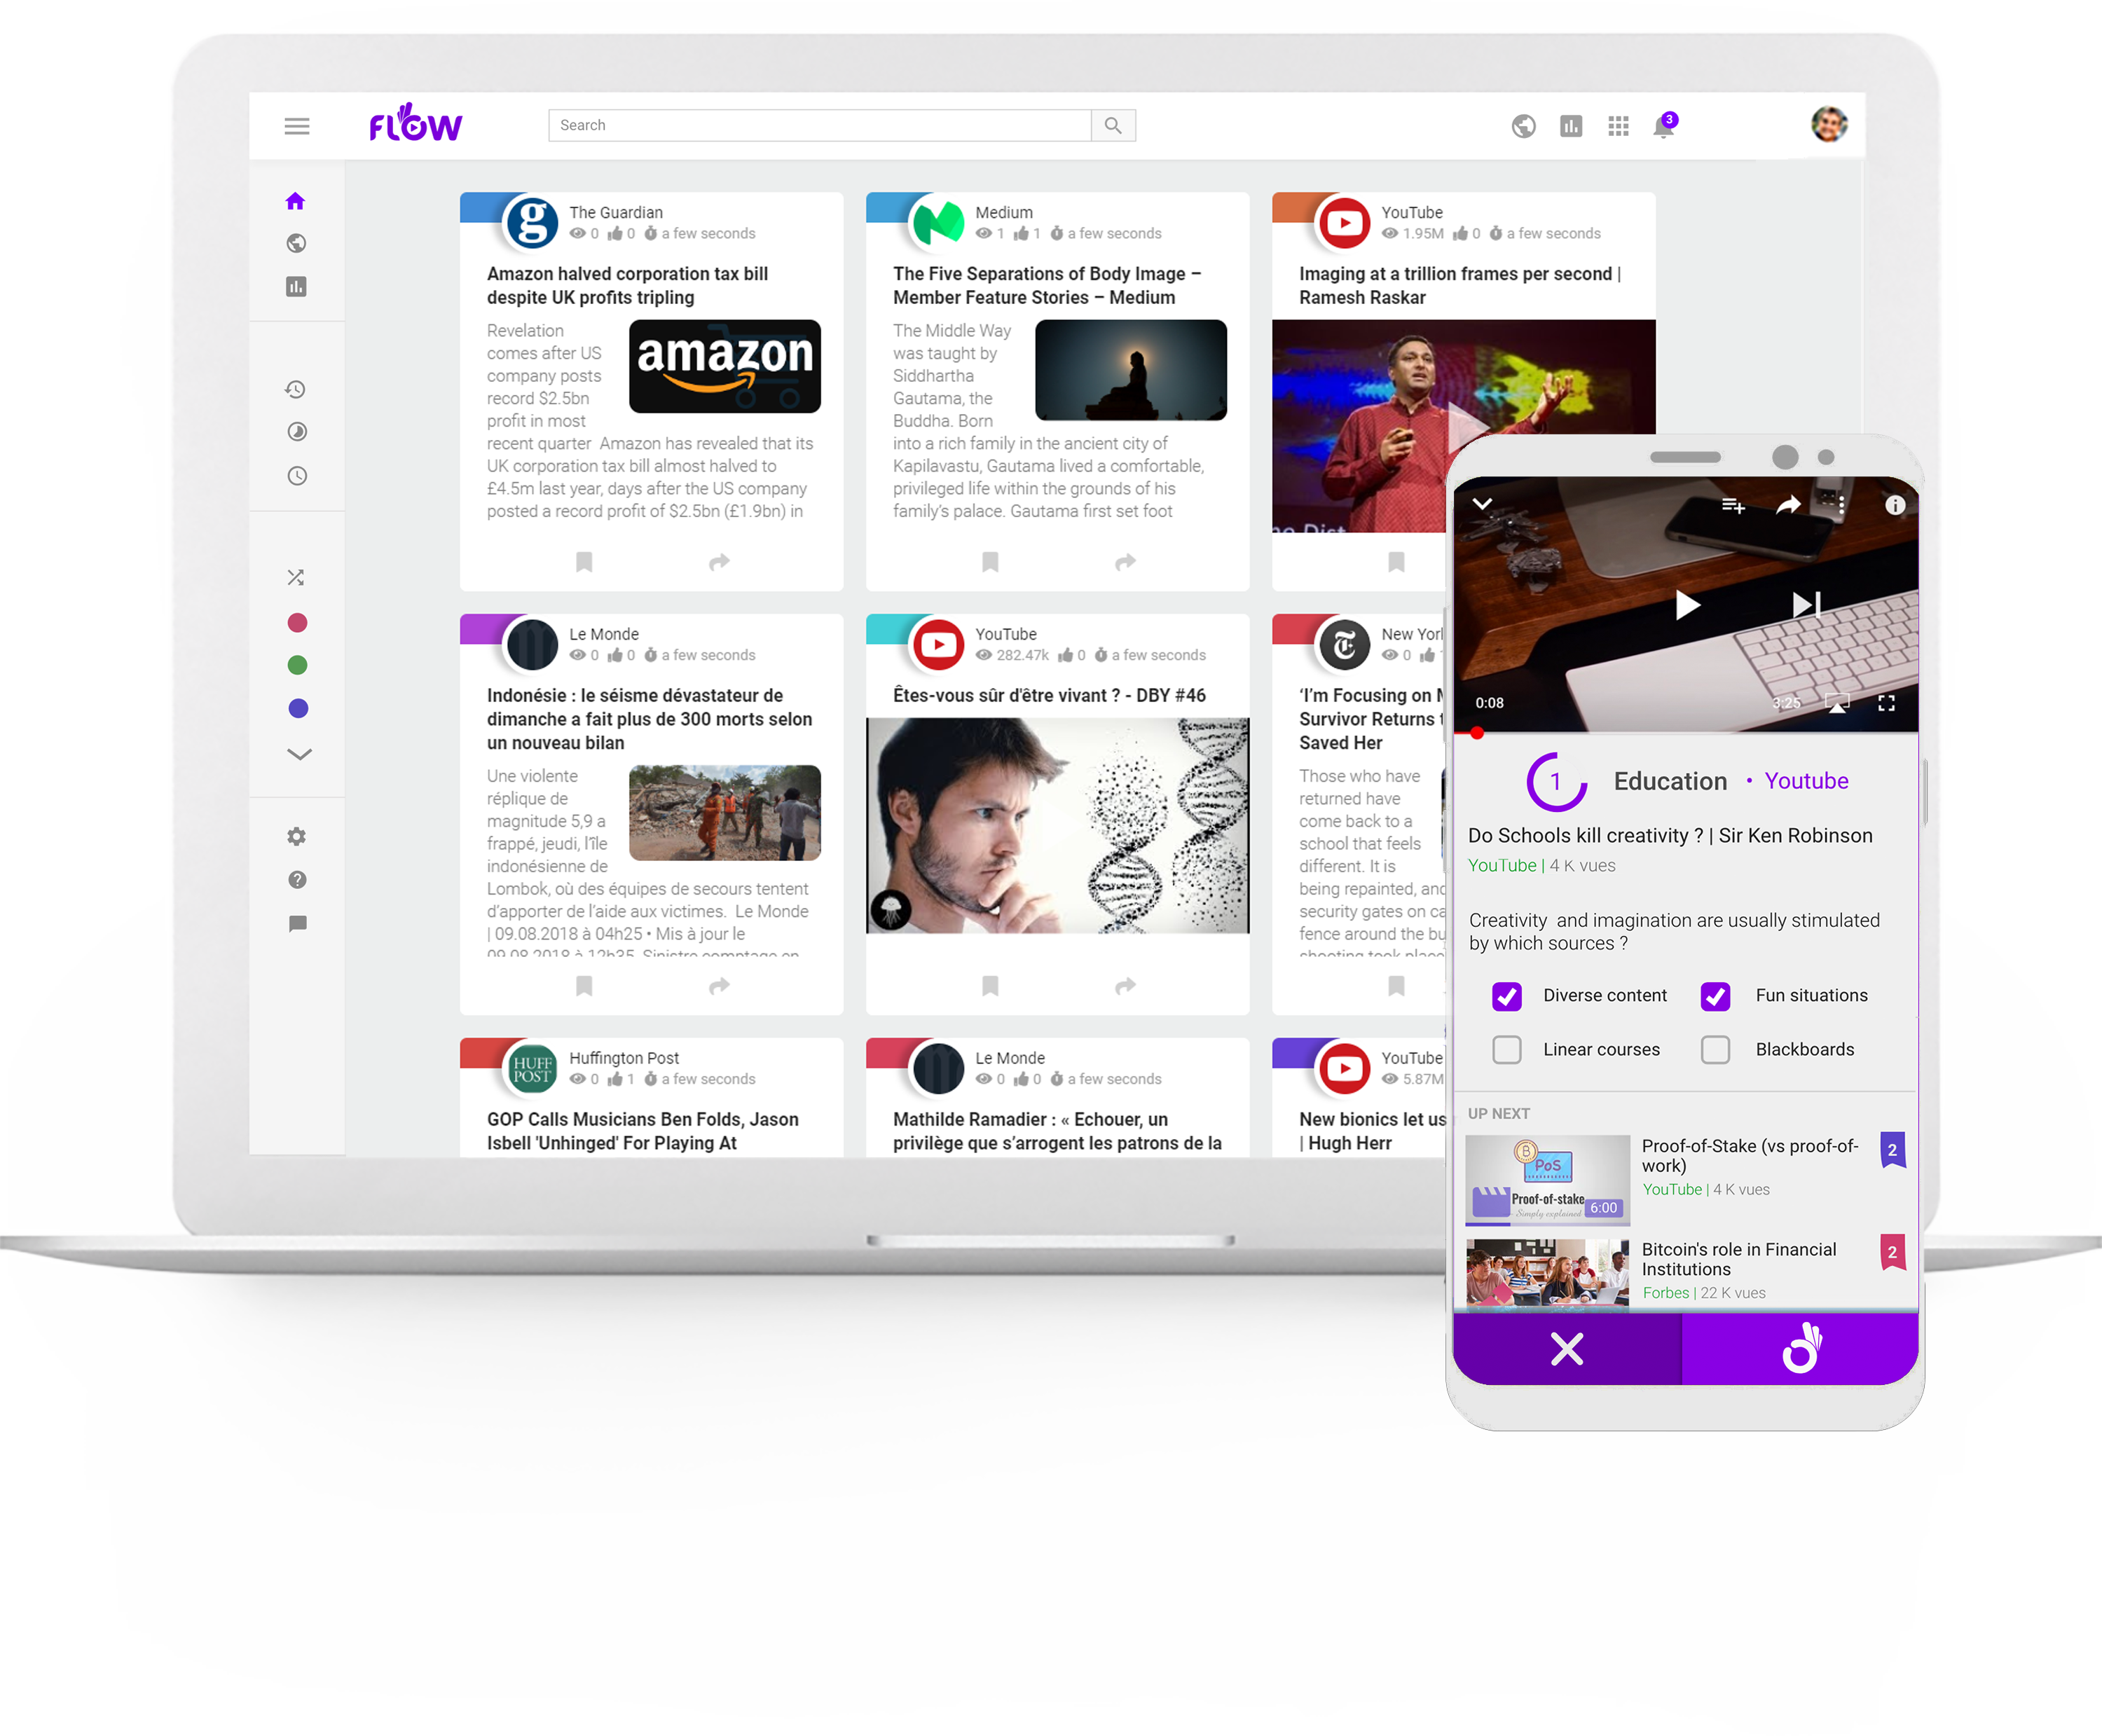 FLOW
Search
3
The Guardian
0 0 a few seconds
Amazon halved corporation tax bill
despite UK profits tripling
Revelation
comes after US
company posts
record $2.5bn
profit in most
recent quarter Amazon has revealed that its
UK corporation tax bill almost halved to
£4.5m last year, days after the US company
posted a record profit of $2.5bn (£1.9bn) in
amazon
Medium
1 1 a few seconds
The Five Separations of Body Image –
Member Feature Stories – Medium
The Middle Way
was taught by
Siddhartha
Gautama, the
Buddha. Born
into a rich family in the ancient city of
Kapilavastu, Gautama lived a comfortable,
privileged life within the grounds of his
family's palace. Gautama first set foot
YouTube
1.95M 0 a few seconds
Imaging at a trillion frames per second |
Ramesh Raskar
Le Monde
0 0 a few seconds
Indonésie : le séisme dévastateur de
dimanche a fait plus de 300 morts selon
un nouveau bilan
Une violente
réplique de
magnitude 5,9 a
frappé, jeudi, l'île
indonésienne de
Lombok, où des équipes de secours tentent
d'apporter de l'aide aux victimes. Le Monde
| 09.08.2018 à 04h25 • Mis à jour le
09.08.2018 à 12h35 Sinistre comptage en
YouTube
282.47k 0 a few seconds
Êtes-vous sûr d'être vivant ? - DBY #46
New Yor
0
'I'm Focusing on
Survivor Returns
Saved Her
Those who have
returned have
come back to a
school that feels
different. It is
being repainted, and
security gates on
fence around the
shooting took place
HUFF
POST
Huffington Post
0 1 a few seconds
GOP Calls Musicians Ben Folds, Jason
Isbell 'Unhinged' For Playing At
Le Monde
0 0 a few seconds
Mathilde Ramadier : « Echouer, un
privilège que s'arrogent les patrons de la
YouTube
5.87M
New bionics let us
| Hugh Herr
0:08
3:25
1 Education • Youtube
Do Schools kill creativity ? | Sir Ken Robinson
YouTube | 4 K vues
Creativity and imagination are usually stimulated
by which sources ?
Diverse content Fun situations
Linear courses Blackboards
UP NEXT
B
PoS
Proof-of-stake
Simply explained
6:00
Proof-of-Stake (vs proof-of-
work)
YouTube | 4 K vues
2
Bitcoin's role in Financial
Institutions
Forbes | 22 K vues
2